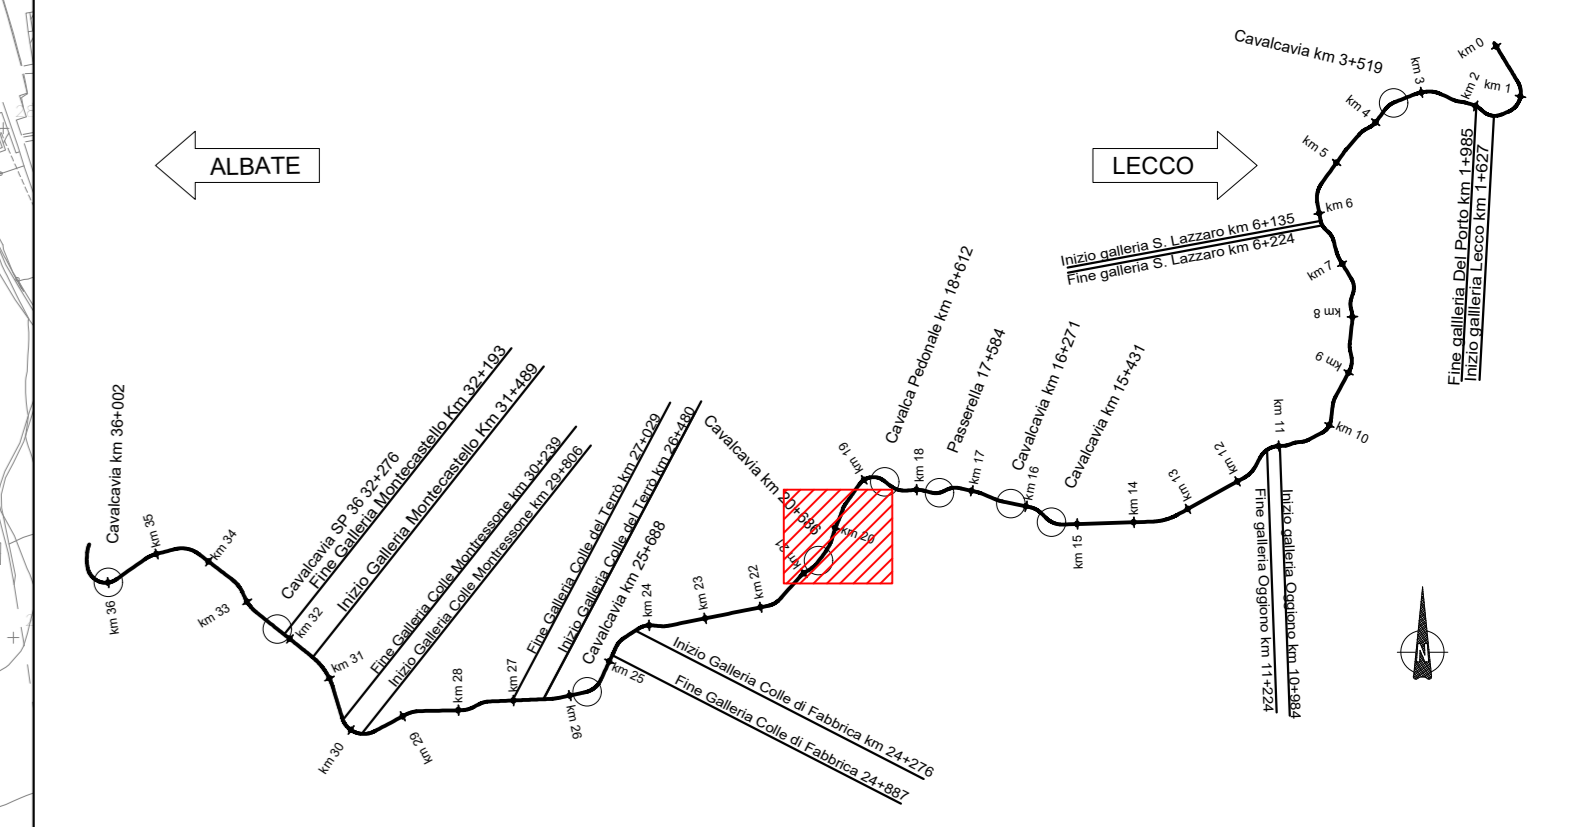 Cavalcavia km 3+519
km 0
km 1
km 2
km 3
km 4
km 5
km 6
km 7
km 8
km 9
km 10
km 11
km 12
km 13
km 14
km 15
km 16
km 17
km 18
km 19
km 20
km 21
km 22
km 23
km 24
km 25
km 26
km 27
km 28
km 29
km 30
km 31
km 32
km 33
km 34
km 35
km 36
ALBATE
LECCO
Fine gallleria Del Porto km 1+985
Inizio gallleria Lecco km 1+627
Inizio galleria S. Lazzaro km 6+135
Fine galleria S. Lazzaro km 6+224
Inizio galleria Oggiono km 10+984
Fine galleria Oggiono km 11+224
Cavalcavia km 15+431
Cavalcavia km 16+271
Passerella 17+584
Cavalca Pedonale km 18+612
Cavalcavia km 20+686
Inizio Galleria Colle di Fabbrica km 24+276
Fine Galleria Colle di Fabbrica 24+887
Cavalcavia km 25+688
Inizio Galleria Colle del Terrò km 26+480
Fine Galleria Colle del Terrò km 27+029
Inizio Galleria Colle Montressone km 29+806
Fine Galleria Colle Montressone km 30+239
Inizio Galleria Montecastello Km 31+489
Fine Galleria Montecastello Km 32+193
Cavalcavia SP 36 32+276
Cavalcavia km 36+002
N